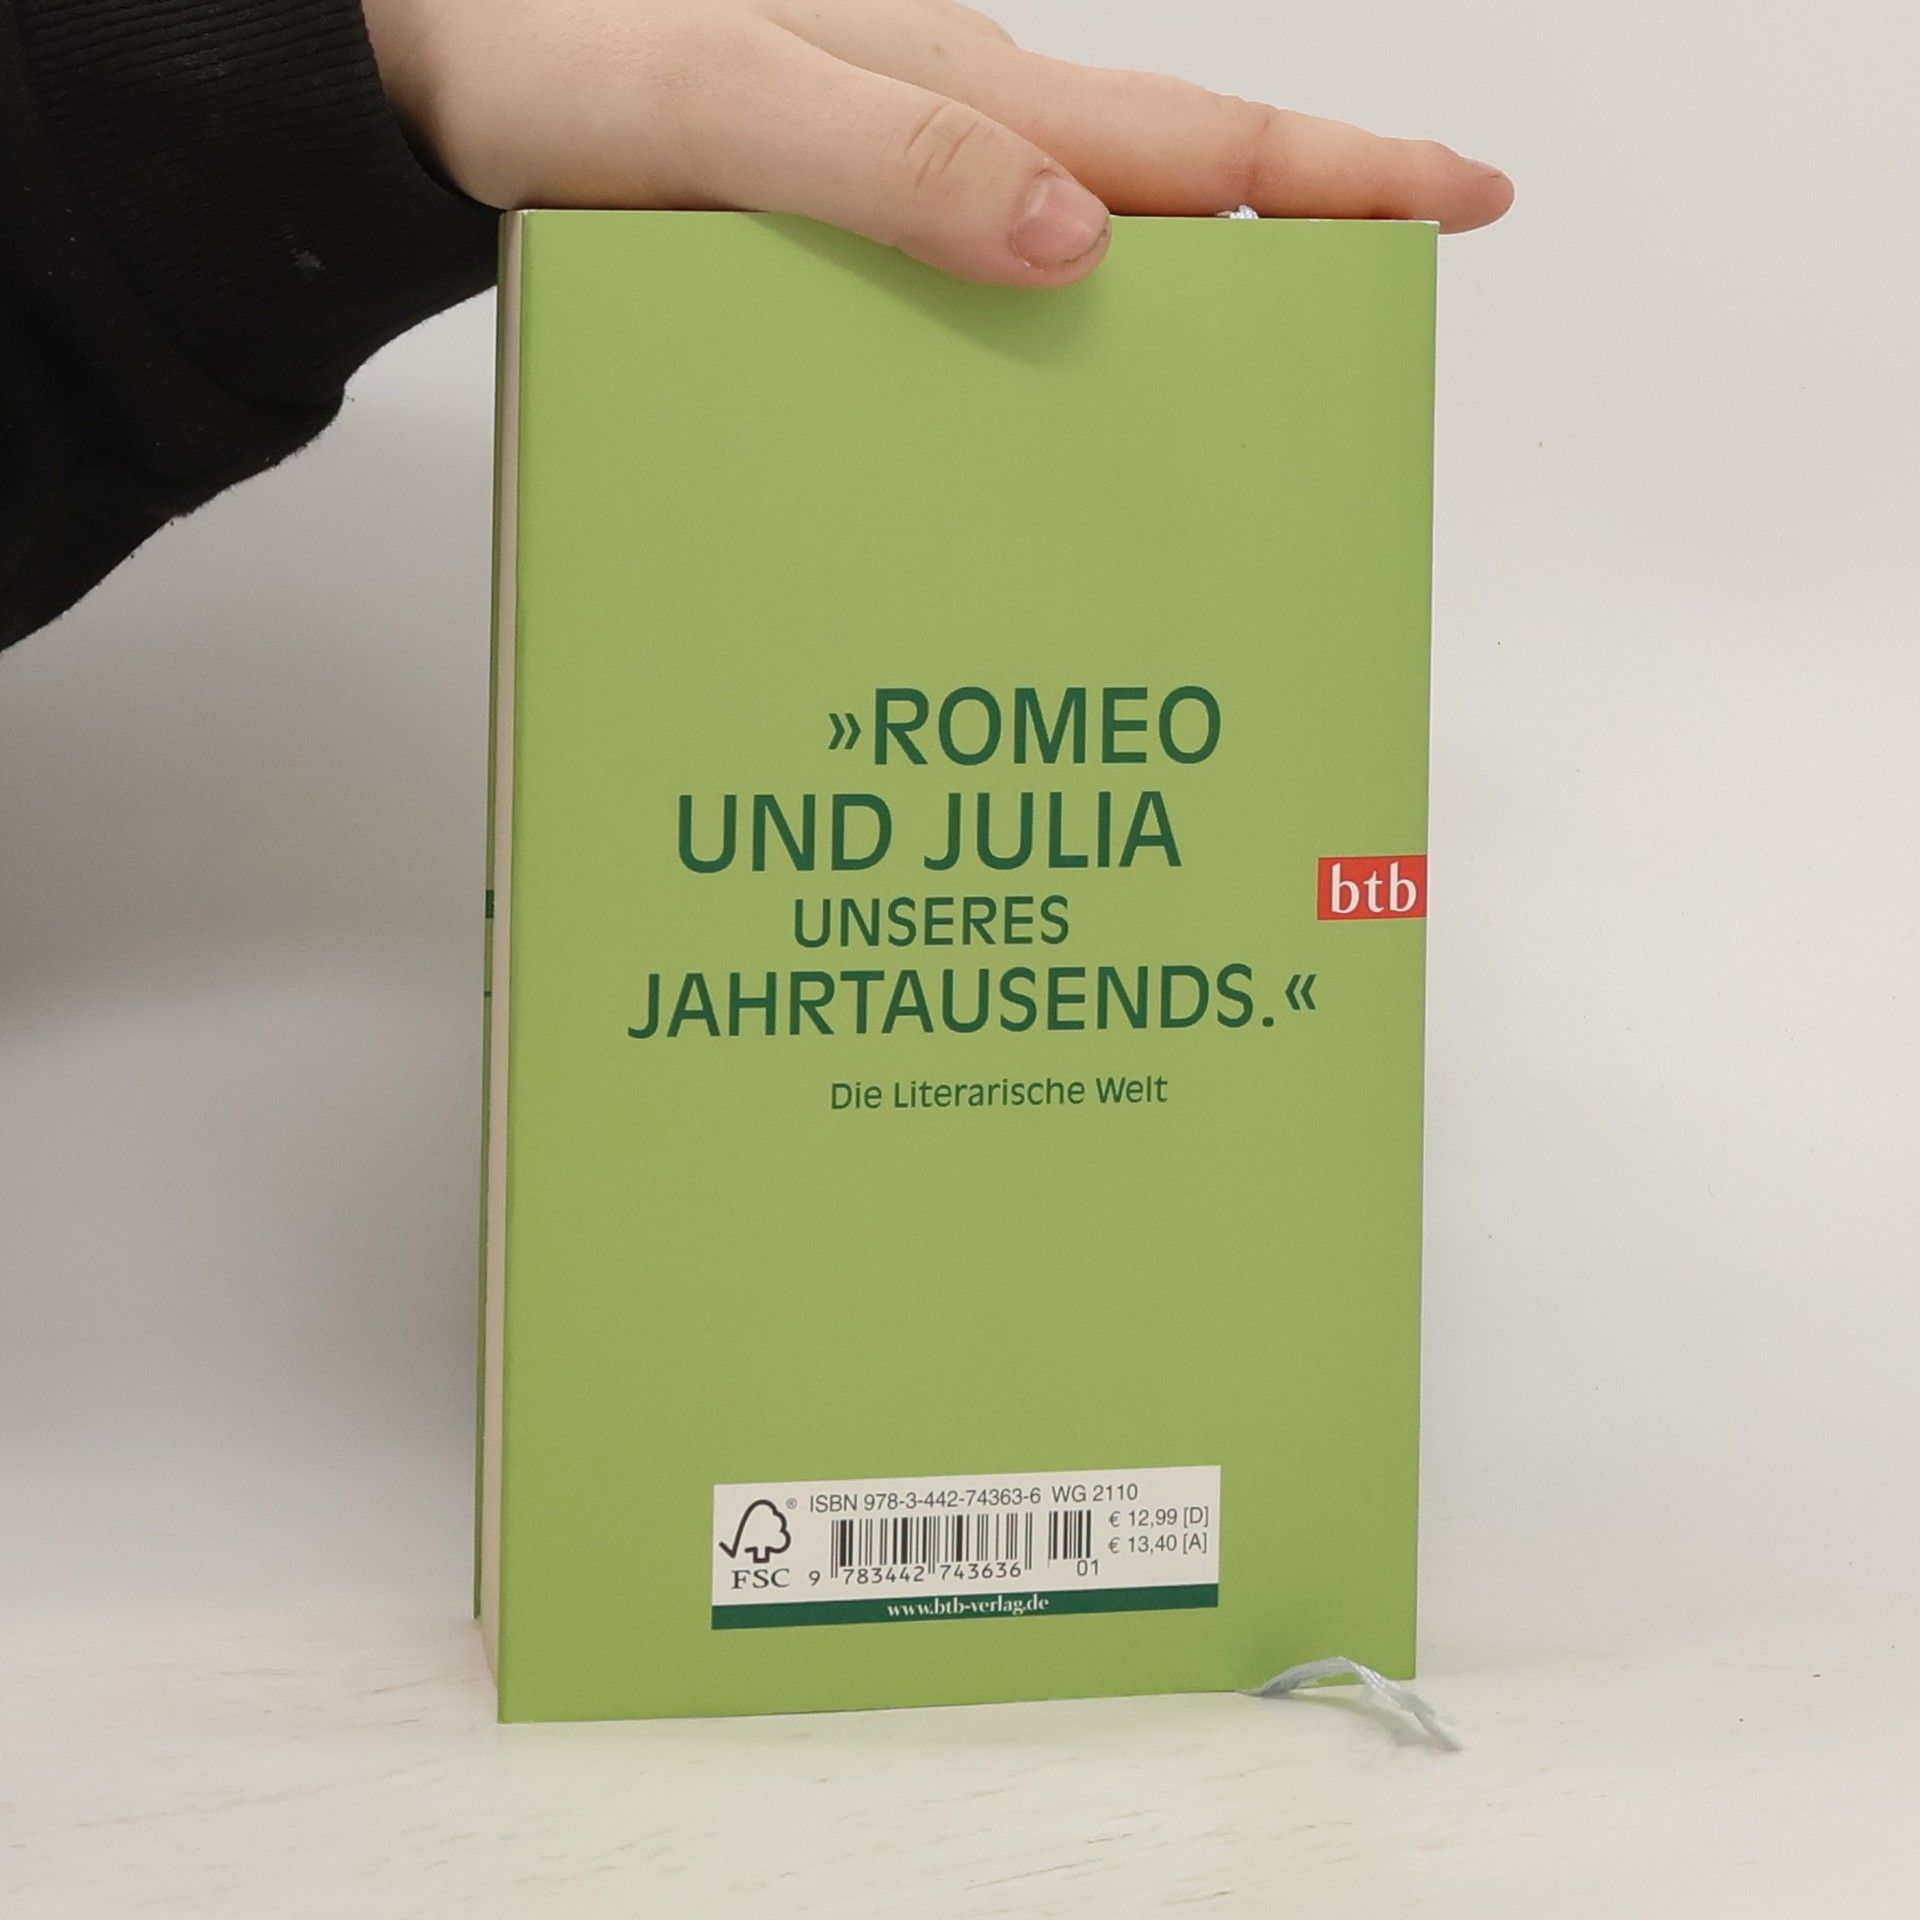 »ROMEO
UND JULIA
UNSERES
JAHRTAUSENDS.«
Die Literarische Welt
btb
® ISBN 978-3-442-74363-6 WG 2110
€ 12,99 [D]
€ 13,40 [A]
FSC
9 783442 743636
01
www.btb-verlag.de